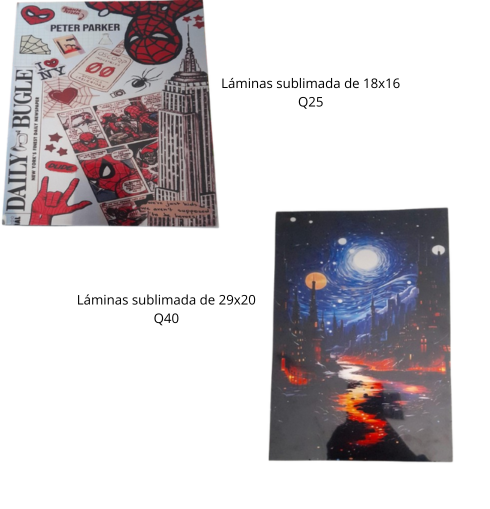 PETER PARKER
I
NY
DAILY BUGLE
NEW YORK'S FINEST DAILY NEWSPAPER
Láminas sublimada de 18x16
Q25
Láminas sublimada de 29x20
Q40